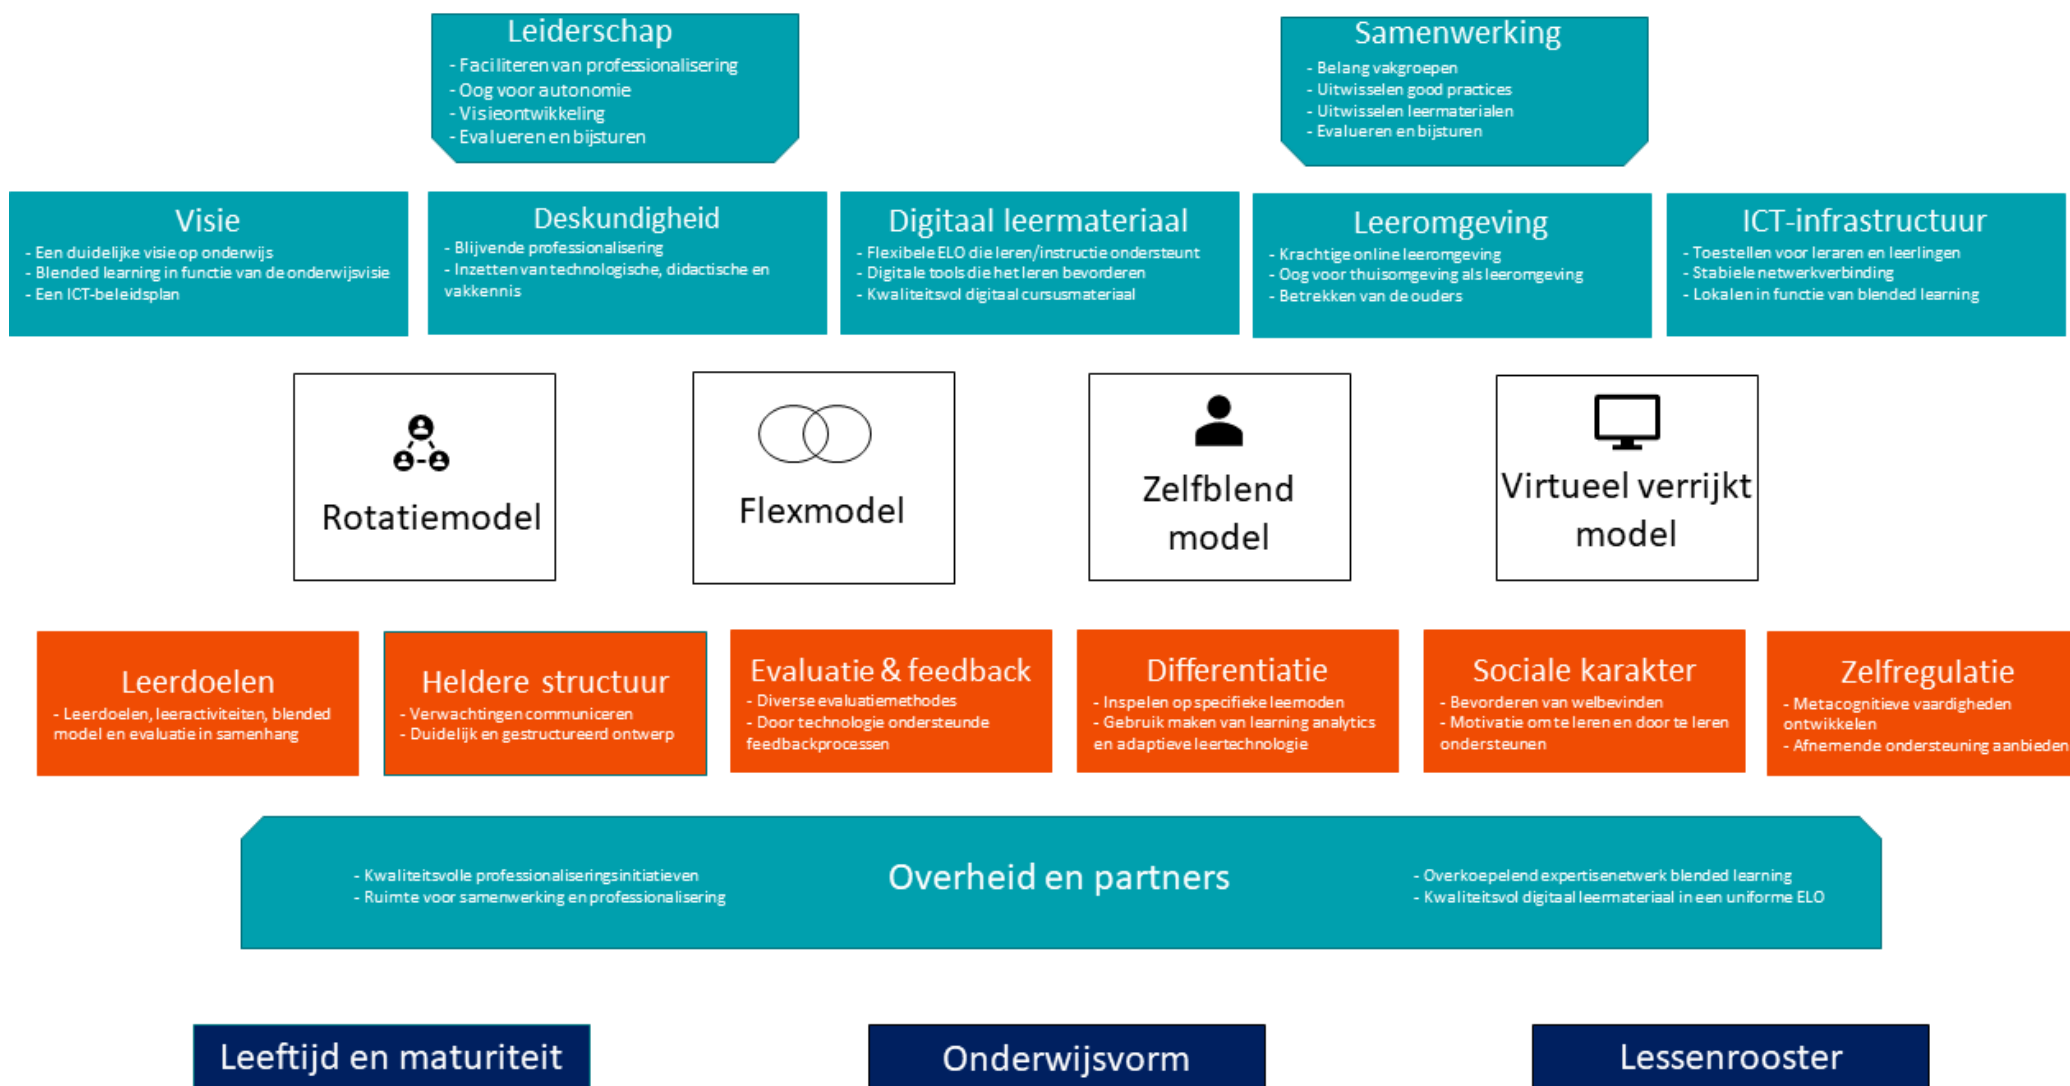 Leiderschap
- Faciliteren van professionalisering
- Oog voor autonomie
- Visieontwikkeling
- Evalueren en bijsturen
Samenwerking
- Belang vakgroepen
- Uitwisselen good practices
- Uitwisselen leermaterialen
- Evalueren en bijsturen
Visie
- Een duidelijke visie op onderwijs
- Blended learning in functie van de onderwijsvisie
- Een ICT-beleidsplan
Deskundigheid
- Blijvende professionalisering
- Inzetten van technologische, didactische en
vakkennis
Digitaal leermateriaal
- Flexibele ELO die leren/instructie ondersteunt
- Digitale tools die het leren bevorderen
- Kwaliteitsvol digitaal cursusmateriaal
Leeromgeving
- Krachtige online leeromgeving
- Oog voor thuisomgeving als leeromgeving
- Betrekken van de ouders
ICT-infrastructuur
- Toestellen voor leraren en leerlingen
- Stabiele netwerkverbinding
- Lokalen in functie van blended learning
Rotatiemodel
Flexmodel
Zelfblend
model
Virtueel verrijkt
model
Leerdoelen
- Leerdoelen, leeractiviteiten, blended
model en evaluatie in samenhang
Heldere structuur
- Verwachtingen communiceren
- Duidelijk en gestructureerd ontwerp
Evaluatie & feedback
- Diverse evaluatiemethodes
- Door technologie ondersteunde
feedbackprocessen
Differentiatie
- Inspelen op specifieke leernoden
- Gebruik maken van learning analytics
en adaptieve leertechnologie
Sociale karakter
- Bevorderen van welbevinden
- Motivatie om te leren en door te leren
ondersteunen
Zelfregulatie
- Metacognitieve vaardigheden
ontwikkelen
- Afnemende ondersteuning aanbieden
- Kwaliteitsvolle professionaliseringsinitiatieven
- Ruimte voor samenwerking en professionalisering
Overheid en partners
- Overkoepelend expertisenetwerk blended learning
- Kwaliteitsvol digitaal leermateriaal in een uniforme ELO
Leeftijd en maturiteit
Onderwijsvorm
Lessenrooster